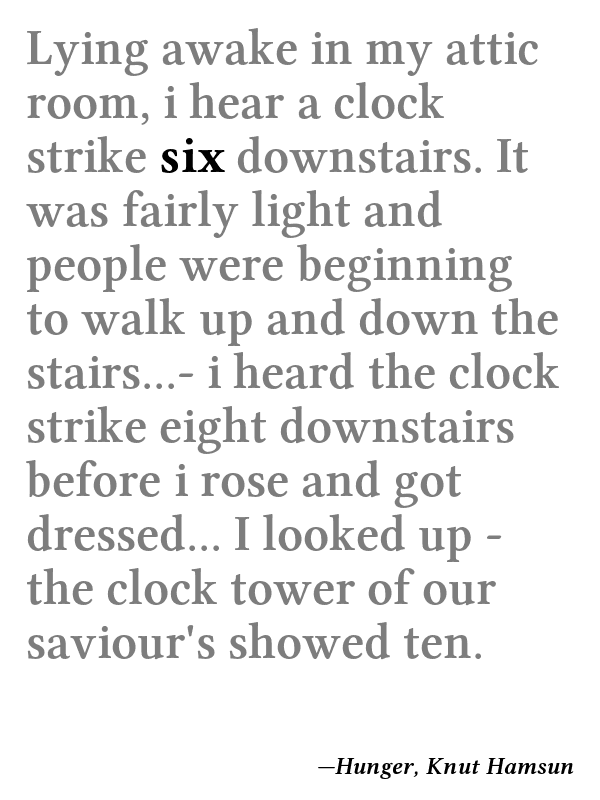 Lying awake in my attic
room, i hear a clock
strike six downstairs. It
was fairly light and
people were beginning
to walk up and down the
stairs...- i heard the clock
strike eight downstairs
before i rose and got
dressed... I looked up -
the clock tower of our
saviour's showed ten.
—Hunger, Knut Hamsun